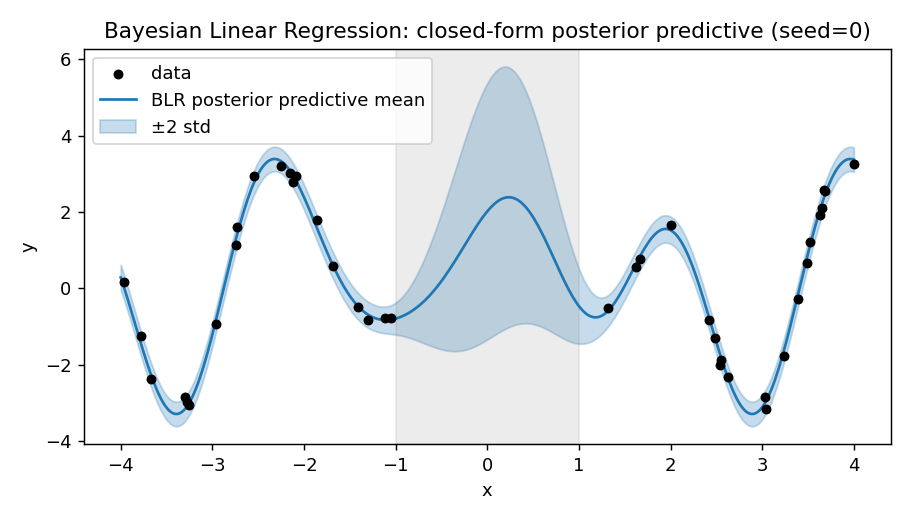 Bayesian Linear Regression: closed-form posterior predictive (seed=0)
data
BLR posterior predictive mean
±2 std
6
4
2
0
−2
−4
y
−4 −3 −2 −1 0 1 2 3 4
x